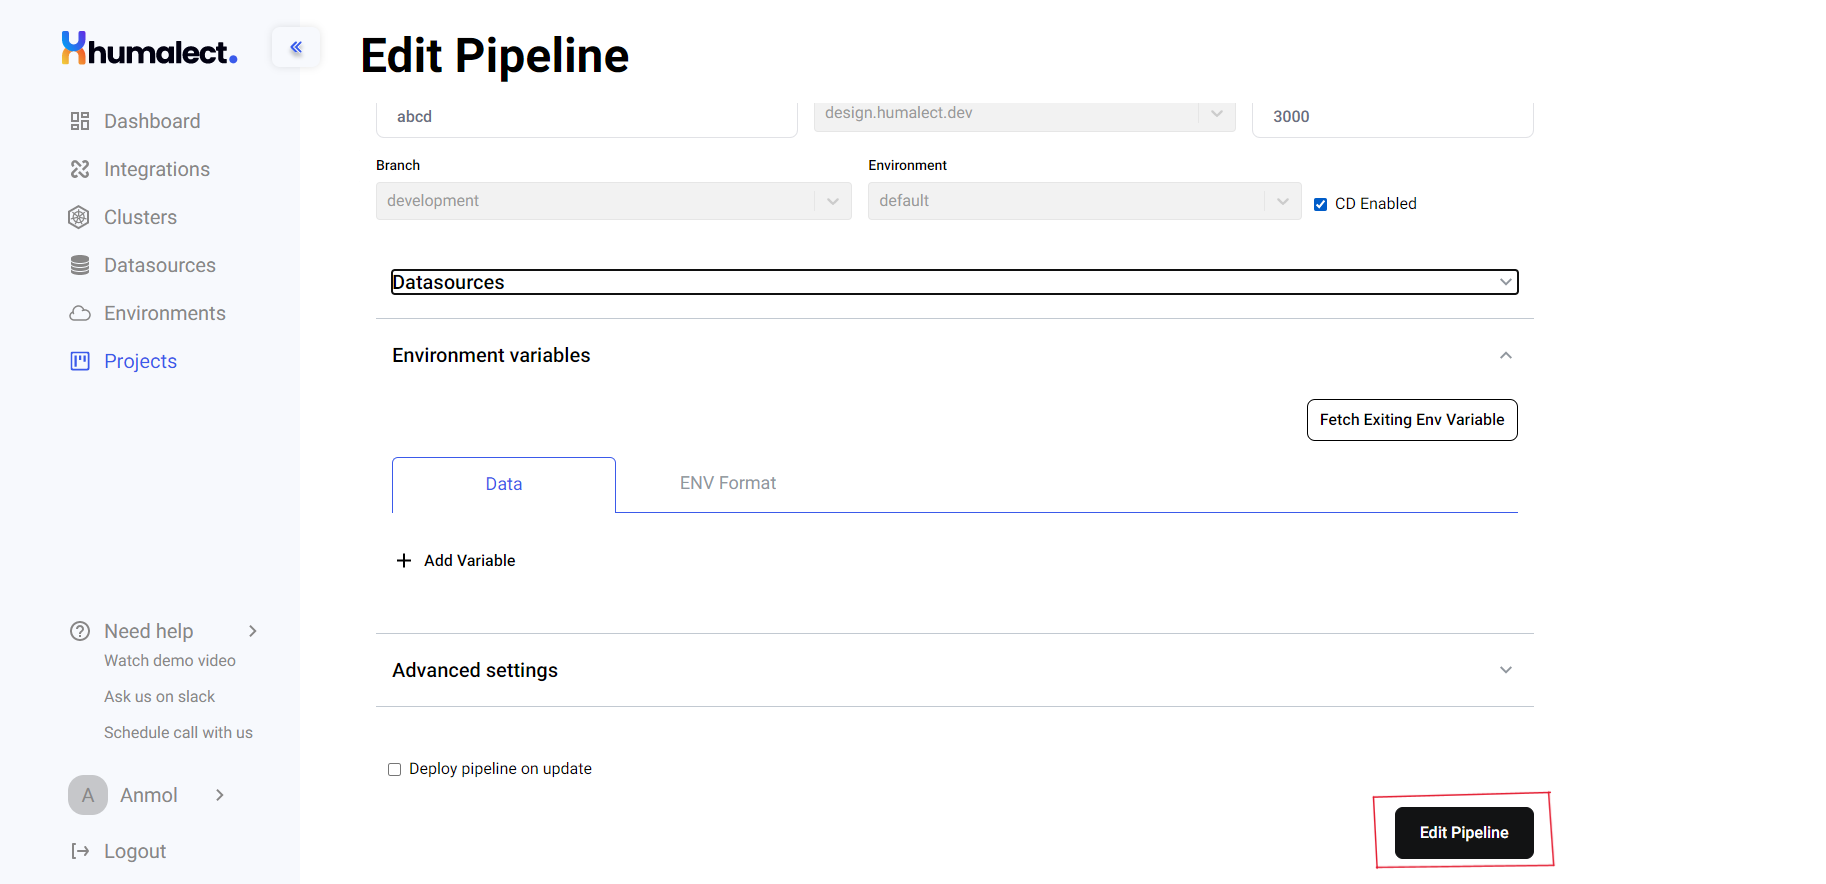 humalect.
«
Edit Pipeline
Dashboard
Integrations
Clusters
Datasources
Environments
Projects
abcd
design.humalect.dev
3000
Branch
Environment
development
default
CD Enabled
Datasources
Environment variables
Fetch Exiting Env Variable
Data
ENV Format
+ Add Variable
Advanced settings
Deploy pipeline on update
Edit Pipeline
Need help
Watch demo video
Ask us on slack
Schedule call with us
A
Anmol
Logout